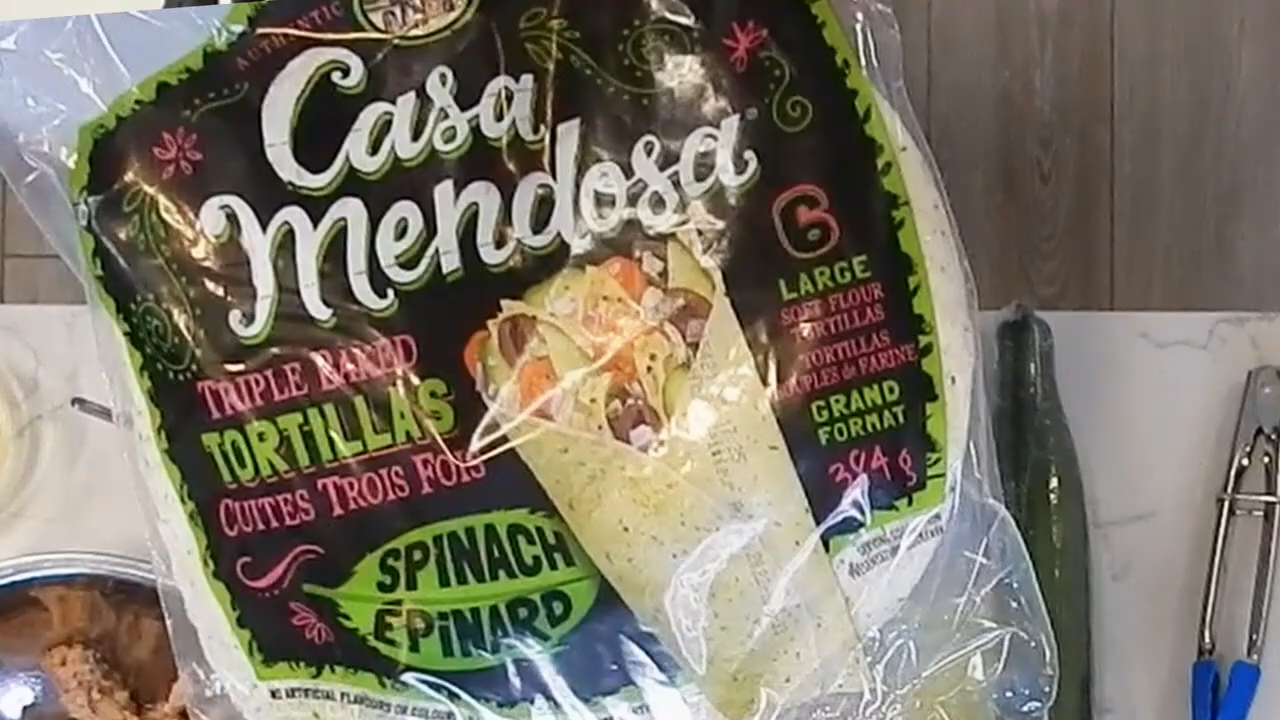 AUTHENTIC
Casa
Mendosa
6
LARGE
SOFT FLOUR
TORTILLAS
TORTILLAS
SOUPLES de FARINE
GRAND
FORMAT
384 g
TRIPLE BAKED
TORTILLAS
CUITES TROIS FOIS
SPINACH
ÉPiNARD
NO ARTIFICIAL FLAVOURS OR COLOURS